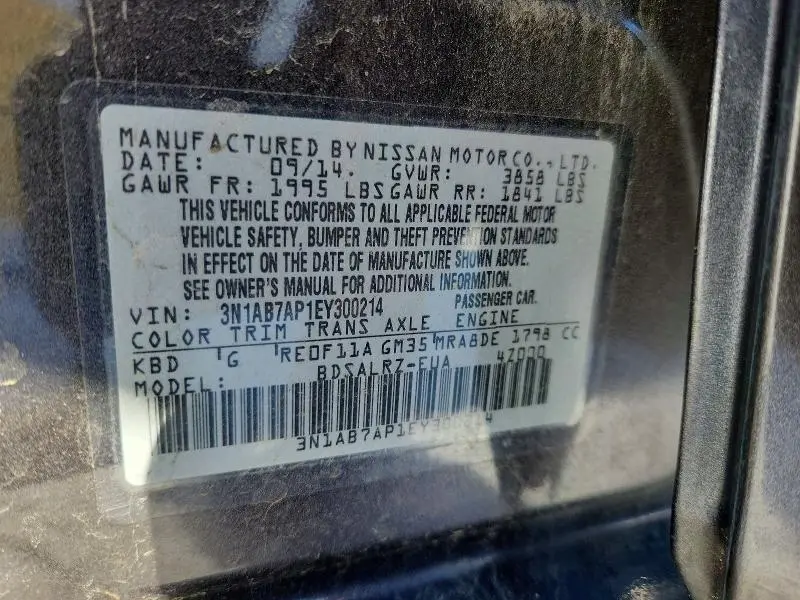 MANUFACTURED BY NISSAN MOTOR CO., LTD.
DATE: 09/14. GVWR: 3858 LBS
GAWR FR: 1995 LBS GAWR RR: 1841 LBS
THIS VEHICLE CONFORMS TO ALL APPLICABLE FEDERAL MOTOR
VEHICLE SAFETY, BUMPER AND THEFT PREVENTION STANDARDS
IN EFFECT ON THE DATE OF MANUFACTURE SHOWN ABOVE.
SEE OWNER'S MANUAL FOR ADDITIONAL INFORMATION.
VIN: 3N1AB7AP1EY300214 PASSENGER CAR.
COLOR TRIM TRANS AXLE ENGINE
KBD G RE0F11A GM35 MRA8DE 1798 CC
MODEL: BDSALRZ-EUA 4Z000
3N1AB7AP1EY300214